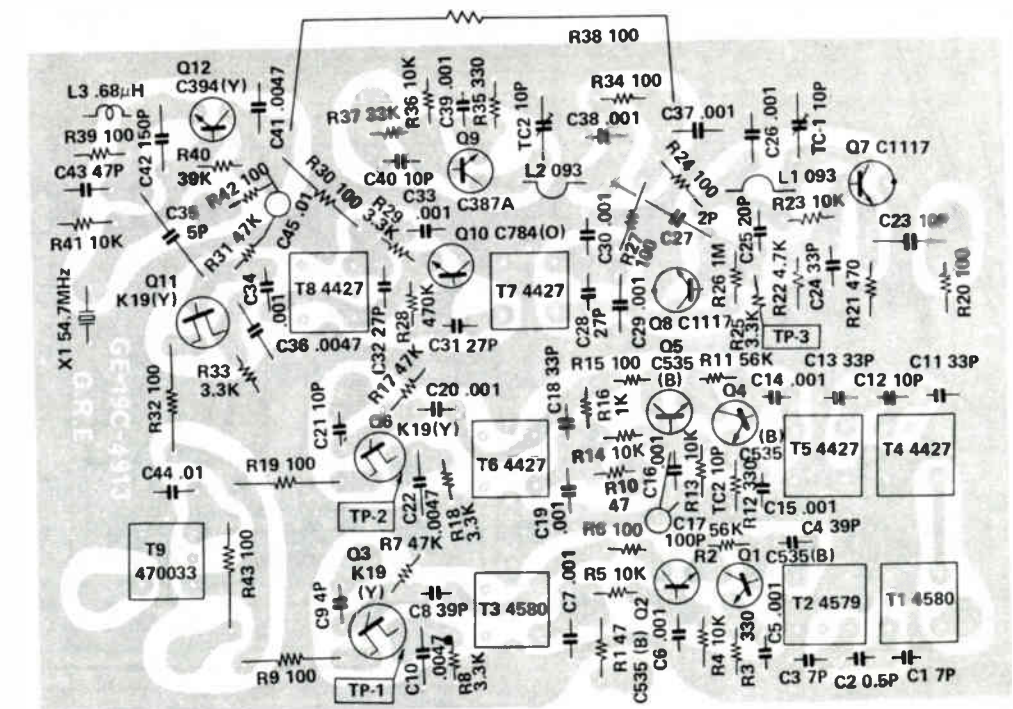 R38 100
Q12
C394(Y)
L3 .68μH
C41 .0047
R37 33K
R36 10K
C39 .001
R35 330
TC2 10P
R34 100
C38 .001
C37 .001
C26 .001
TC-1 10P
R39 100
C42 150P
C43 47P
R40
39K
R42 100
Q9
C387A
C40 10P
L2 093
R24 100
L1 093
Q7 C1117
R30 100
C33
.001
R29
3.3K
R23 10K
R41 10K
C35
5P
R31 47K
C45 .01
Q10 C784(O)
C30 .001
R27
100
C27
2P
C25 20P
C23 10P
Q11
K19(Y)
C34
.001
T8 4427
C32 27P
R28
470K
T7 4427
C28
27P
C29 .001
Q8 C1117
R26 1M
R25
3.3K
R22 4.7K
C24 33P
R21 470
R20 100
X1 54.7MHz
C36 .0047
C31 27P
TP-3
GE-19C-4913
G.R.E
R33
3.3K
R32 100
R17 47K
C20 .001
C18 33P
R15 100
Q5
C535
(B)
R11 56K
C14 .001
C13 33P
C12 10P
C11 33P
C21 10P
Q6
K19(Y)
R16
1K
Q4
(B)
C535
T6 4427
R14 10K
R10
47
C16
.001
R13 10K
TC2 10P
R12 330
T5 4427
T4 4427
C44 .01
R19 100
C22
.0047
R18
3.3K
C19
.001
C15 .001
TP-2
R6 100
C17
100P
C4 39P
T9
470033
R43 100
R7 47K
Q3
K19
(Y)
R2
56K
Q1
C535(B)
R5 10K
C9 4P
C8 39P
T3 4580
C7 .001
Q2
C535 (B)
T2 4579
T1 4580
R9 100
TP-1
C10
.0047
R8
3.3K
R1 47
C6 .001
R4 10K
R3 330
C5 .001
C3 7P
C2 0.5P
C1 7P